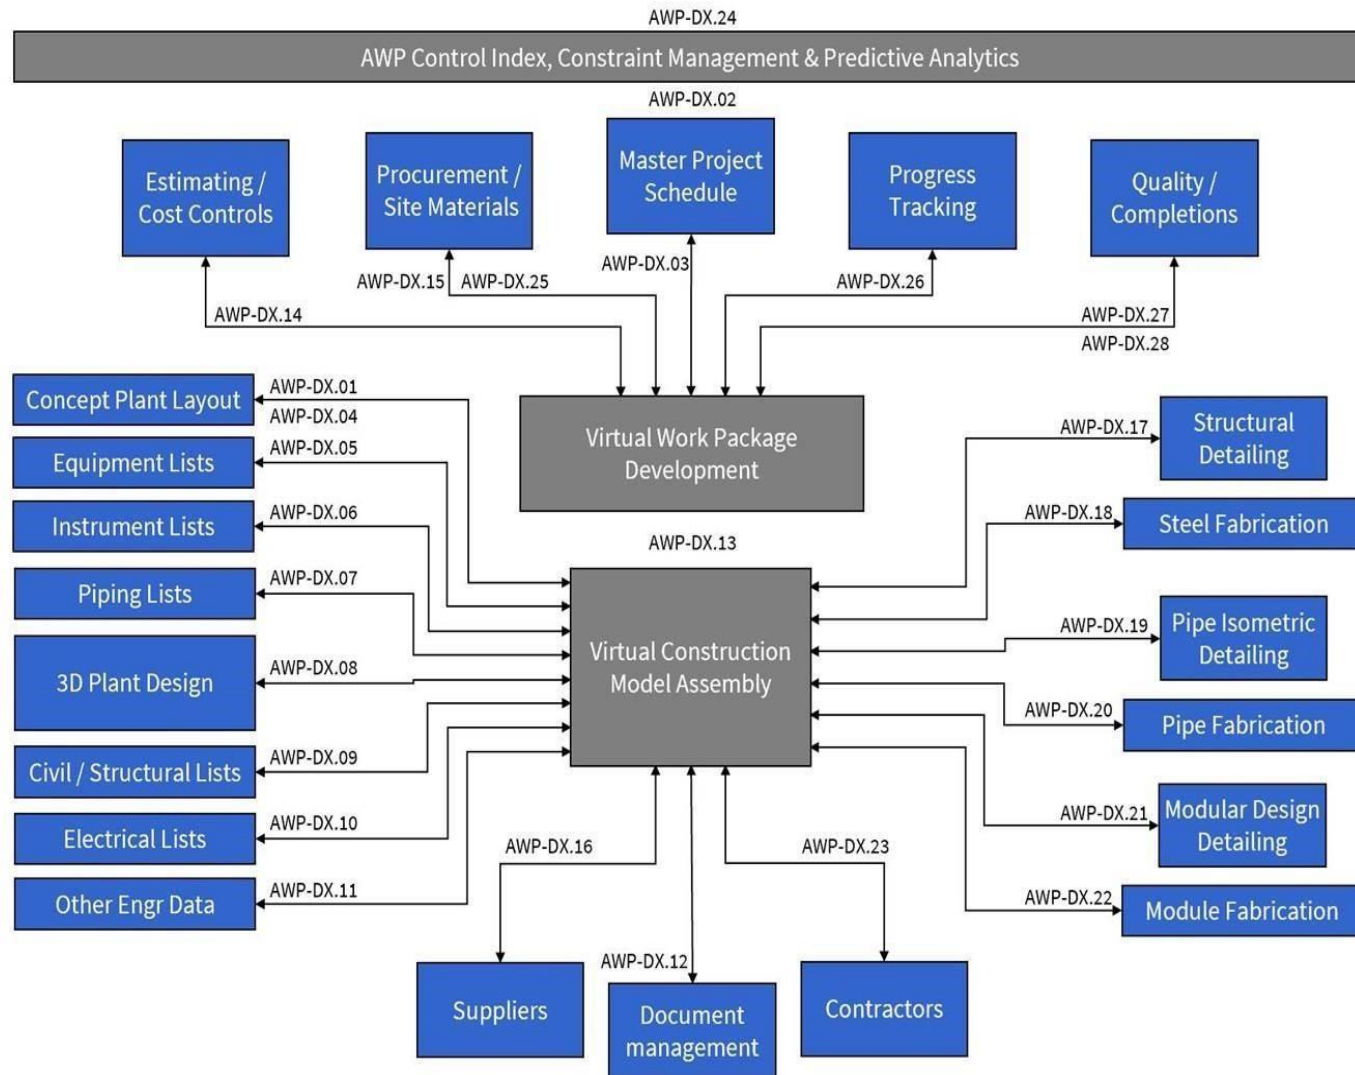 AWP-DX.24
AWP Control Index, Constraint Management & Predictive Analytics
AWP-DX.02
Estimating /
Cost Controls
Procurement /
Site Materials
Master Project
Schedule
Progress
Tracking
Quality /
Completions
AWP-DX.14
AWP-DX.15
AWP-DX.25
AWP-DX.03
AWP-DX.26
AWP-DX.27
AWP-DX.28
Virtual Work Package
Development
AWP-DX.13
Virtual Construction
Model Assembly
Concept Plant Layout
AWP-DX.01
AWP-DX.04
Equipment Lists
AWP-DX.05
Instrument Lists
AWP-DX.06
Piping Lists
AWP-DX.07
3D Plant Design
AWP-DX.08
Civil / Structural Lists
AWP-DX.09
Electrical Lists
AWP-DX.10
Other Engr Data
AWP-DX.11
AWP-DX.17
Structural
Detailing
AWP-DX.18
Steel Fabrication
AWP-DX.19
Pipe Isometric
Detailing
AWP-DX.20
Pipe Fabrication
AWP-DX.21
Modular Design
Detailing
AWP-DX.22
Module Fabrication
AWP-DX.16
Suppliers
AWP-DX.12
Document
management
AWP-DX.23
Contractors